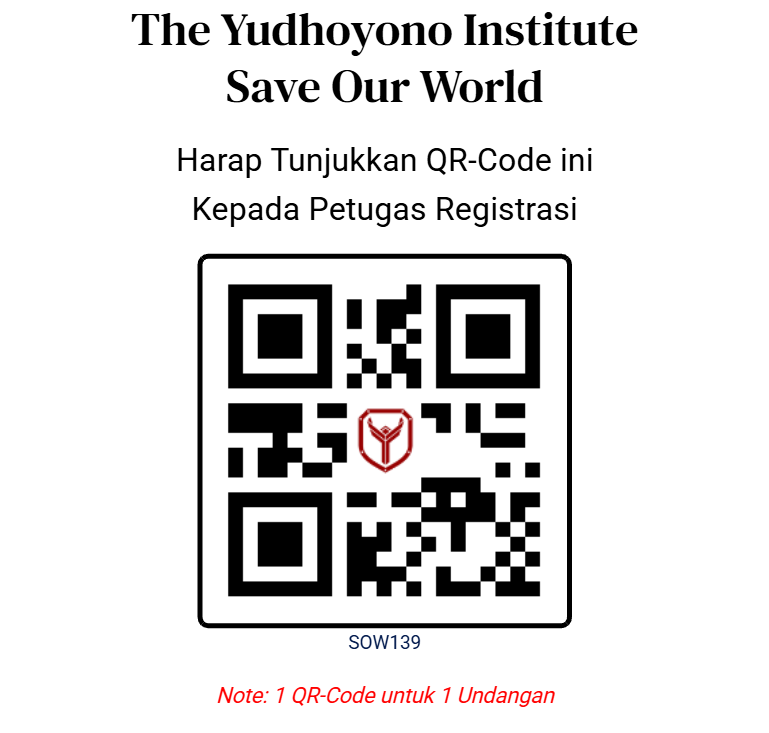 The Yudhoyono Institute
Save Our World
Harap Tunjukkan QR-Code ini
Kepada Petugas Registrasi
SOW139
Note: 1 QR-Code untuk 1 Undangan